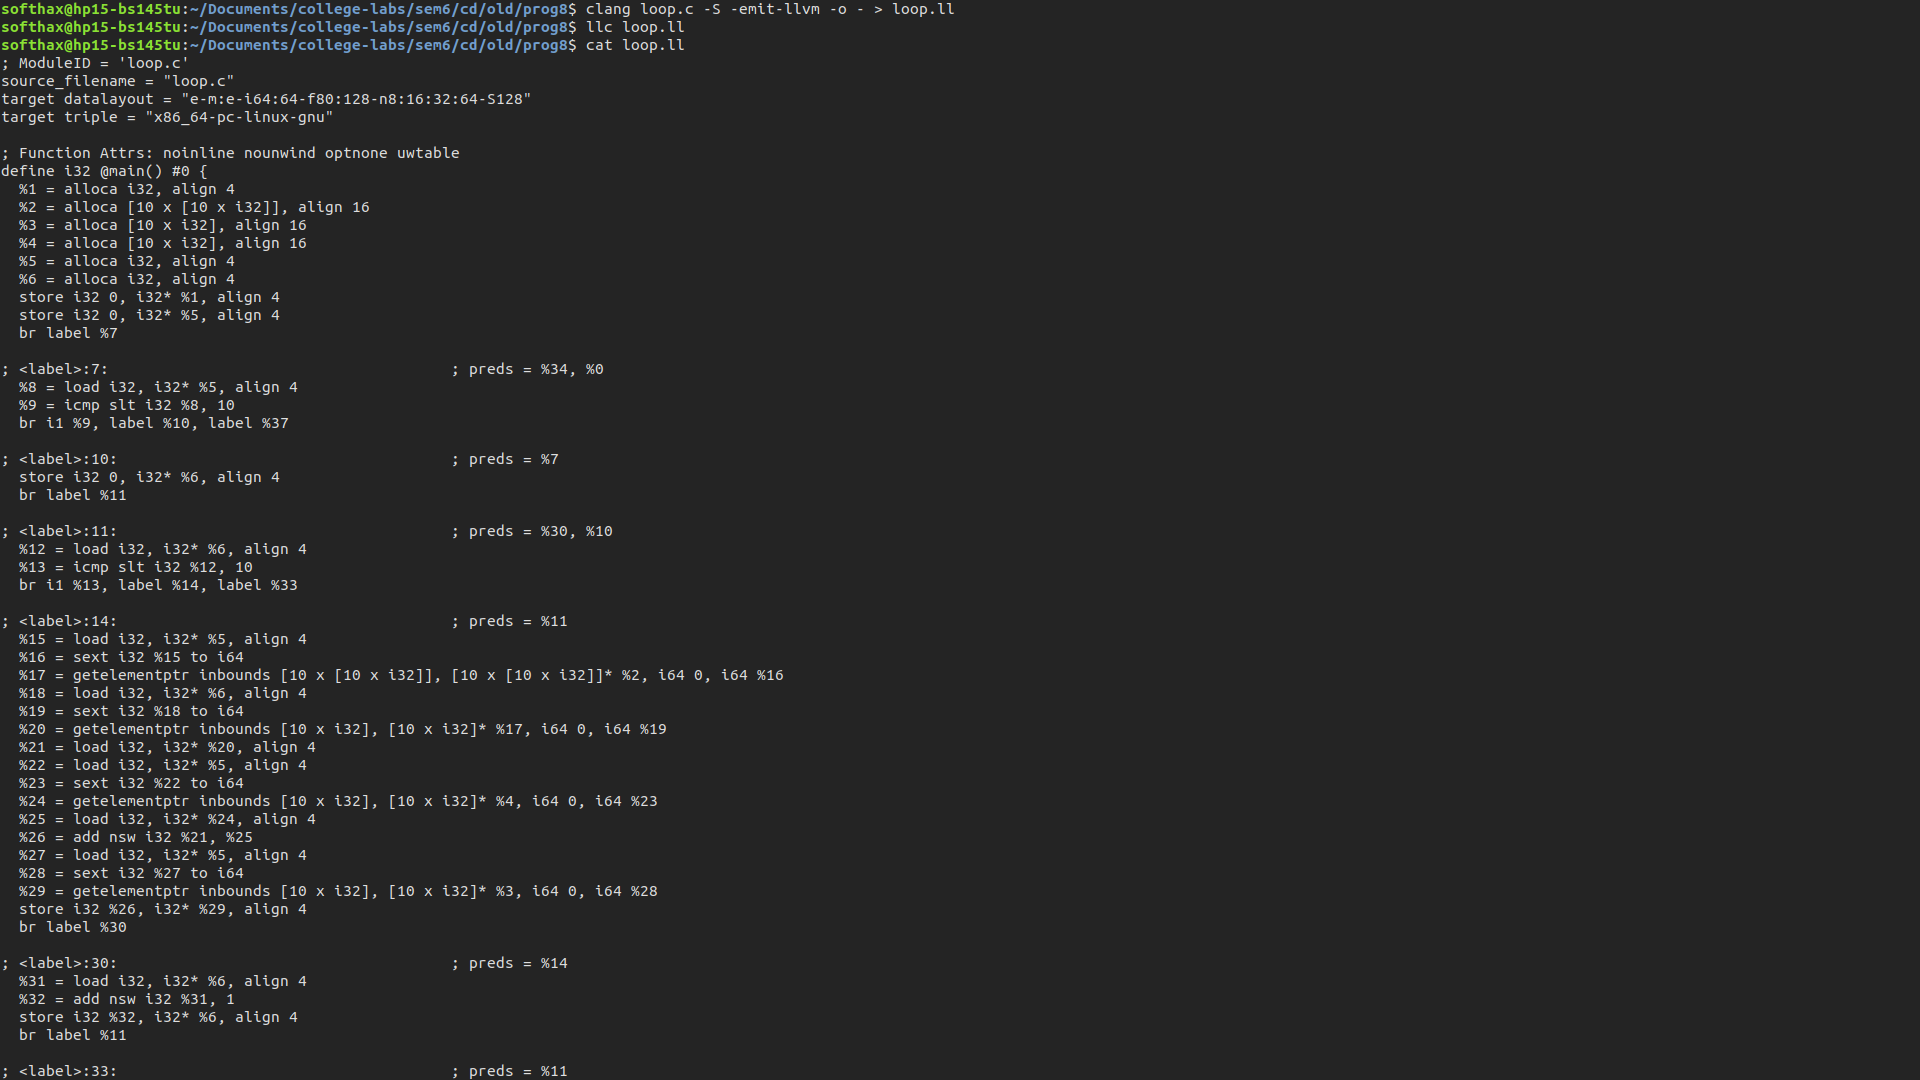 softhax@hp15-bs145tu:~/Documents/college-labs/sem6/cd/old/prog8$ clang loop.c -S -emit-llvm -o - > loop.ll
softhax@hp15-bs145tu:~/Documents/college-labs/sem6/cd/old/prog8$ llc loop.ll
softhax@hp15-bs145tu:~/Documents/college-labs/sem6/cd/old/prog8$ cat loop.ll
; ModuleID = 'loop.c'
source_filename = "loop.c"
target datalayout = "e-m:e-i64:64-f80:128-n8:16:32:64-S128"
target triple = "x86_64-pc-linux-gnu"

; Function Attrs: noinline nounwind optnone uwtable
define i32 @main() #0 {
  %1 = alloca i32, align 4
  %2 = alloca [10 x [10 x i32]], align 16
  %3 = alloca [10 x i32], align 16
  %4 = alloca [10 x i32], align 16
  %5 = alloca i32, align 4
  %6 = alloca i32, align 4
  store i32 0, i32* %1, align 4
  store i32 0, i32* %5, align 4
  br label %7

; <label>:7:                                      ; preds = %34, %0
  %8 = load i32, i32* %5, align 4
  %9 = icmp slt i32 %8, 10
  br i1 %9, label %10, label %37

; <label>:10:                                     ; preds = %7
  store i32 0, i32* %6, align 4
  br label %11

; <label>:11:                                     ; preds = %30, %10
  %12 = load i32, i32* %6, align 4
  %13 = icmp slt i32 %12, 10
  br i1 %13, label %14, label %33

; <label>:14:                                     ; preds = %11
  %15 = load i32, i32* %5, align 4
  %16 = sext i32 %15 to i64
  %17 = getelementptr inbounds [10 x [10 x i32]], [10 x [10 x i32]]* %2, i64 0, i64 %16
  %18 = load i32, i32* %6, align 4
  %19 = sext i32 %18 to i64
  %20 = getelementptr inbounds [10 x i32], [10 x i32]* %17, i64 0, i64 %19
  %21 = load i32, i32* %20, align 4
  %22 = load i32, i32* %5, align 4
  %23 = sext i32 %22 to i64
  %24 = getelementptr inbounds [10 x i32], [10 x i32]* %4, i64 0, i64 %23
  %25 = load i32, i32* %24, align 4
  %26 = add nsw i32 %21, %25
  %27 = load i32, i32* %5, align 4
  %28 = sext i32 %27 to i64
  %29 = getelementptr inbounds [10 x i32], [10 x i32]* %3, i64 0, i64 %28
  store i32 %26, i32* %29, align 4
  br label %30

; <label>:30:                                     ; preds = %14
  %31 = load i32, i32* %6, align 4
  %32 = add nsw i32 %31, 1
  store i32 %32, i32* %6, align 4
  br label %11

; <label>:33:                                     ; preds = %11